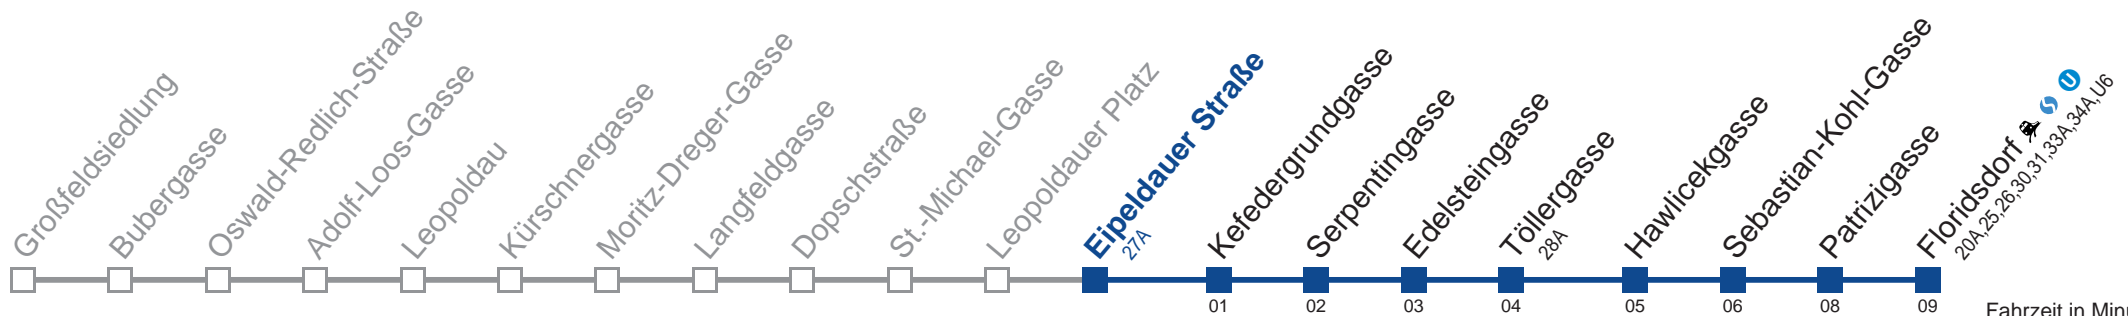 Großfeldsiedlung
Bubergasse
Oswald-Redlich-Straße
Adolf-Loos-Gasse
Leopoldau
Kürschnergasse
Moritz-Dreger-Gasse
Langfeldgasse
Dopschstraße
St.-Michael-Gasse
Leopoldauer Platz
Eipeldauer Straße
27A
Kefedergrundgasse
Serpentingasse
Edelsteingasse
Töllergasse
28A
Hawlicekgasse
Sebastian-Kohl-Gasse
Patrizigasse
Floridsdorf S U
20A,25,26,30,31,33A,34A,U6
01 02 03 04 05 06 08 09
Fahrzeit in